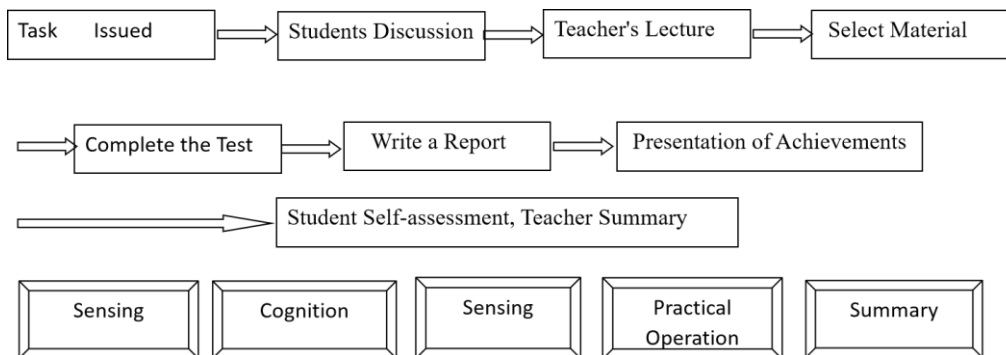 Task Issued
Students Discussion
Teacher's Lecture
Select Material
Complete the Test
Write a Report
Presentation of Achievements
Student Self-assessment, Teacher Summary
Sensing
Cognition
Sensing
Practical
Operation
Summary